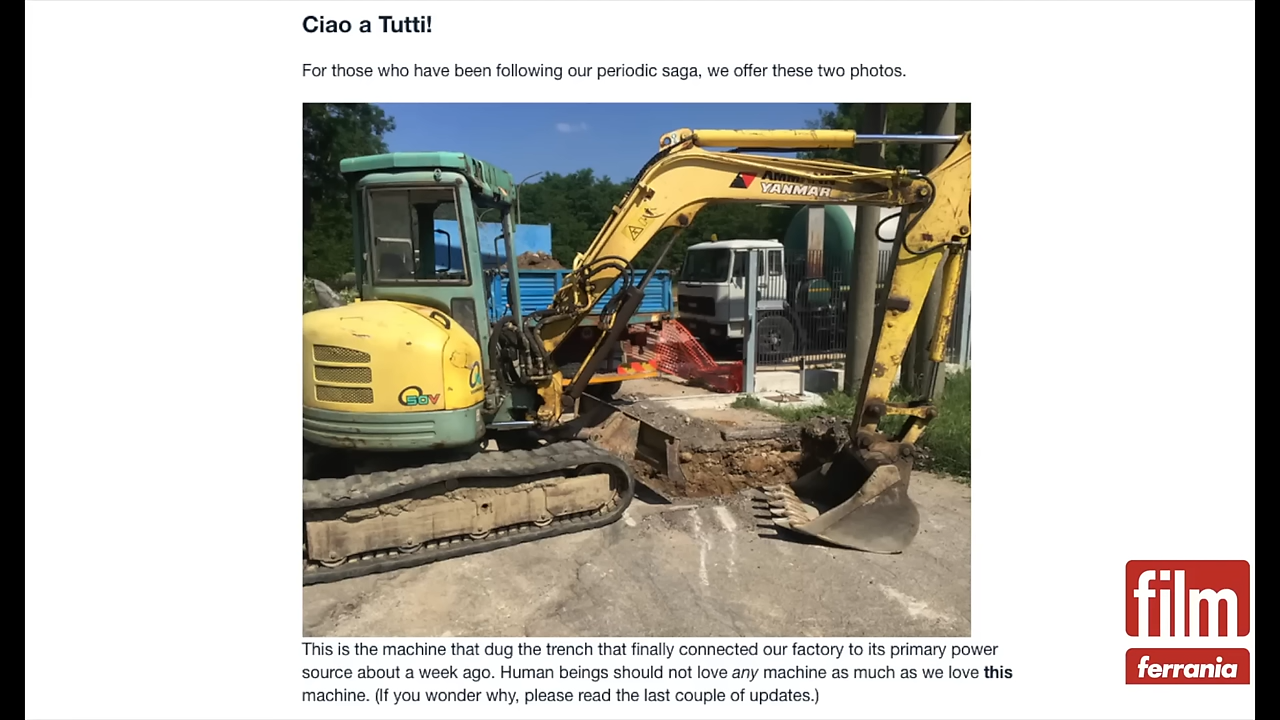 Ciao a Tutti!
For those who have been following our periodic saga, we offer these two photos.
AMMANN
YANMAR
50V
This is the machine that dug the trench that finally connected our factory to its primary power
source about a week ago. Human beings should not love any machine as much as we love this
machine. (If you wonder why, please read the last couple of updates.)
film
ferrania